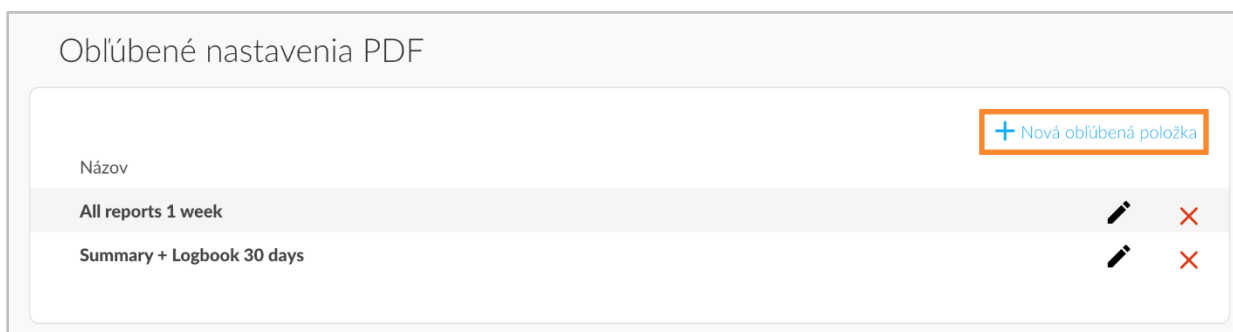 Obľúbené nastavenia PDF
+ Nová obľúbená položka
Názov
All reports 1 week
Summary + Logbook 30 days